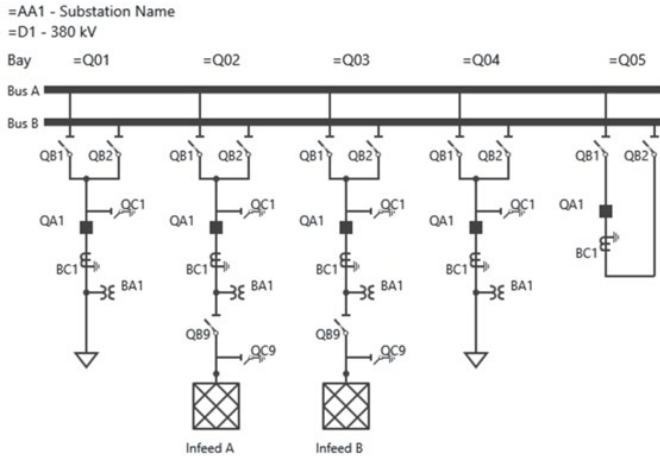 =AA1 - Substation Name
=D1 - 380 kV
Bay =Q01 =Q02 =Q03 =Q04 =Q05
Bus A
Bus B
QB1 QB2 QB1 QB2 QB1 QB2 QB1 QB2 QB1 QB2
QC1 QC1 QC1 QC1 QA1
QA1 QA1 QA1 QA1
BC1
BC1 BC1 BC1 BC1
BA1 BA1 BA1 BA1
QB9 QB9
QC9 QC9
Infeed A Infeed B